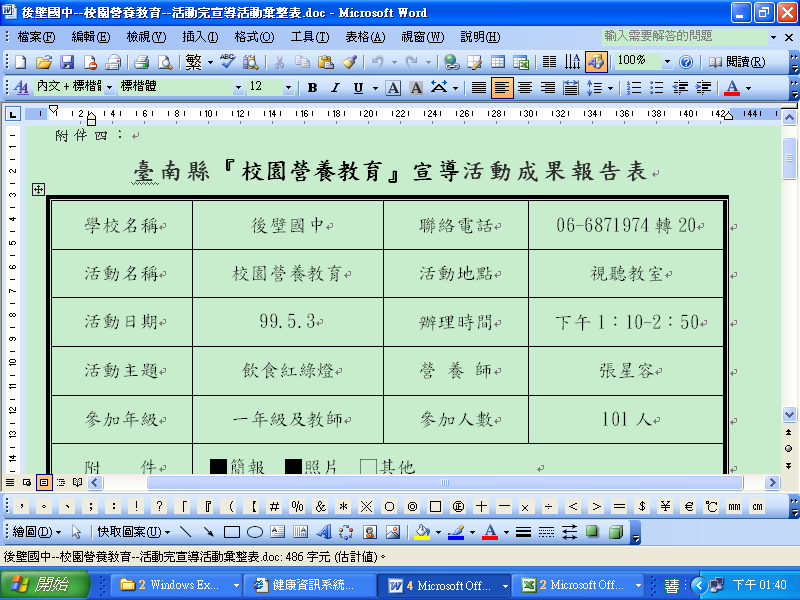 後壁國中--校園營養教育--活動完宣導活動彙整表.doc - Microsoft Word
檔案(F) 編輯(E) 檢視(V) 插入(I) 格式(O) 工具(T) 表格(A) 視窗(W) 說明(H) 輸入需要解答的問題
繁 100% 閱讀(R)
內文 + 標楷體 標楷體 12 B I U A A A
附件四：
臺南縣『校園營養教育』宣導活動成果報告表
學校名稱 後壁國中 聯絡電話 06-6871974 轉 20
活動名稱 校園營養教育 活動地點 視聽教室
活動日期 99.5.3 辦理時間 下午 1：10-2：50
活動主題 飲食紅綠燈 營 養 師 張星容
參加年級 一年級及教師 參加人數 101 人
附 件 ■簡報 ■照片 □其他
， 。 、 ； ： ！ ？ 「 『 （ 【 # % & * ※ ○ ◎ □ ㊣ + － × ÷ < > = $ ¥ € ℃ mm cm
繪圖(D) 快取圖案(U)
後壁國中--校園營養教育--活動完宣導活動彙整表.doc: 486 字元 (估計值)。
開始 2 Windows Ex... 健康資訊系統... 4 Microsoft Off... 2 Microsoft Off... 下午 01:40